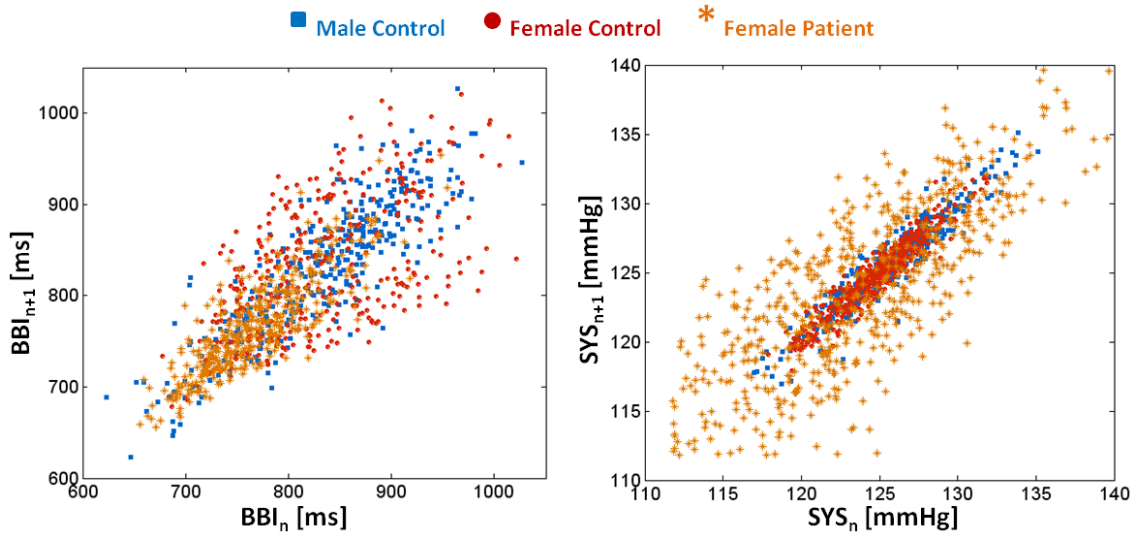 Male Control Female Control * Female Patient
1000
900
800
700
600
BBIn+1 [ms]
600 700 800 900 1000
BBIn [ms]
140
135
130
125
120
115
110
SYSn+1 [mmHg]
110 115 120 125 130 135 140
SYSn [mmHg]